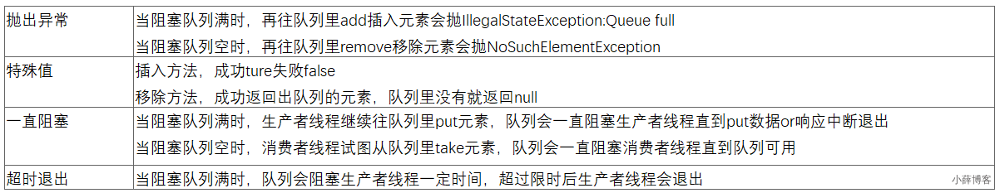 抛出异常
当阻塞队列满时，再往队列里add插入元素会抛IllegalStateException:Queue full
当阻塞队列空时，再往队列里remove移除元素会抛NoSuchElementException
特殊值
插入方法，成功ture失败false
移除方法，成功返回出队列的元素，队列里没有就返回null
一直阻塞
当阻塞队列满时，生产者线程继续往队列里put元素，队列会一直阻塞生产者线程直到put数据or响应中断退出
当阻塞队列空时，消费者线程试图从队列里take元素，队列会一直阻塞消费者线程直到队列可用
超时退出
当阻塞队列满时，队列会阻塞生产者线程一定时间，超过限时后生产者线程会退出
小薛博客